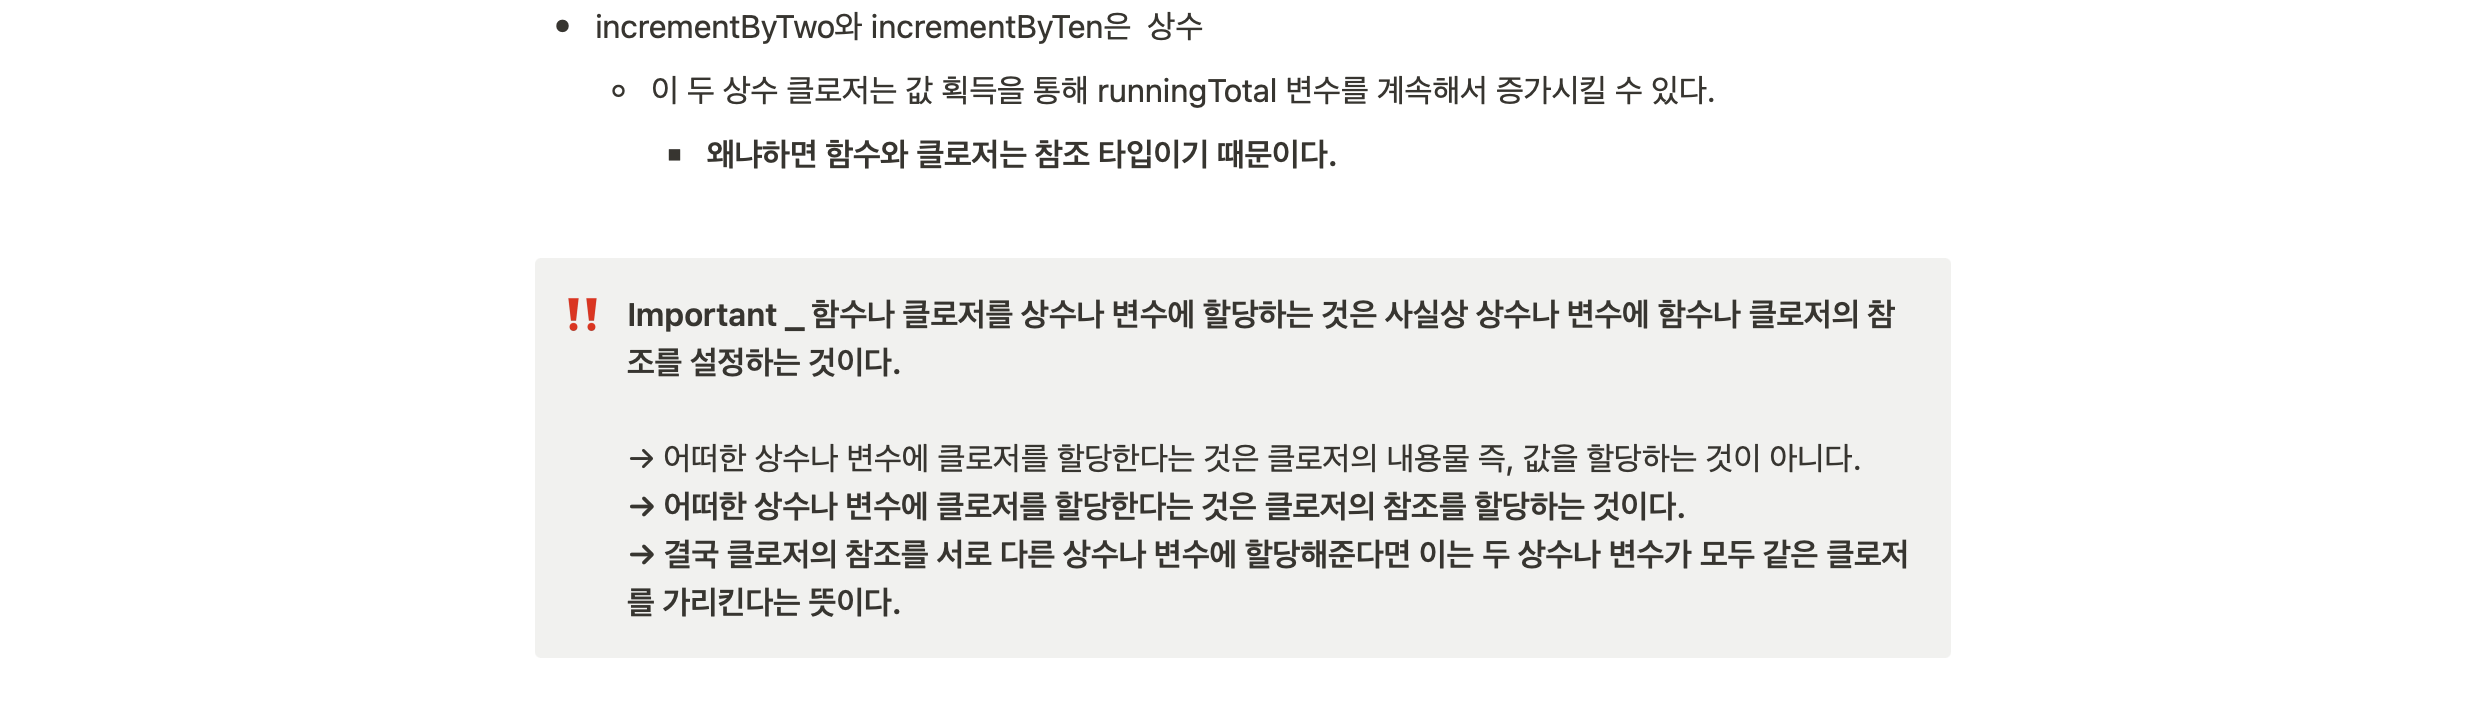 • incrementByTwo와 incrementByTen은  상수
◦ 이 두 상수 클로저는 값 획득을 통해 runningTotal 변수를 계속해서 증가시킬 수 있다.
▪ 왜냐하면 함수와 클로저는 참조 타입이기 때문이다.
‼️ Important _ 함수나 클로저를 상수나 변수에 할당하는 것은 사실상 상수나 변수에 함수나 클로저의 참
조를 설정하는 것이다.
→ 어떠한 상수나 변수에 클로저를 할당한다는 것은 클로저의 내용물 즉, 값을 할당하는 것이 아니다.
→ 어떠한 상수나 변수에 클로저를 할당한다는 것은 클로저의 참조를 할당하는 것이다.
→ 결국 클로저의 참조를 서로 다른 상수나 변수에 할당해준다면 이는 두 상수나 변수가 모두 같은 클로저
를 가리킨다는 뜻이다.